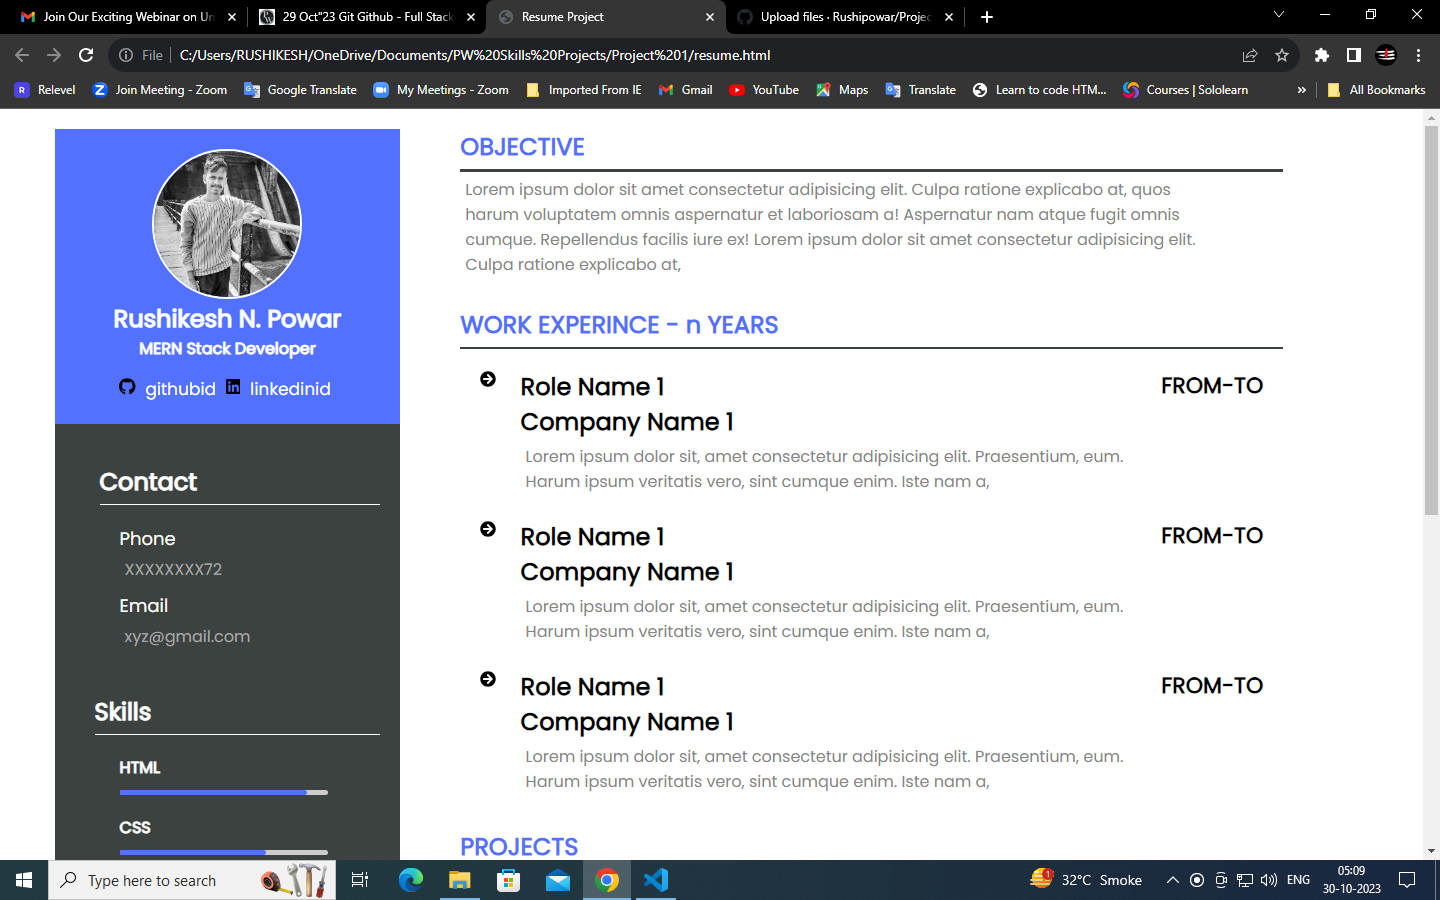 Join Our Exciting Webinar on Un
29 Oct"23 Git Github - Full Stack
Resume Project
Upload files · Rushipowar/Projec
File
C:/Users/RUSHIKESH/OneDrive/Documents/PW%20Skills%20Projects/Project%201/resume.html
Relevel
Join Meeting - Zoom
Google Translate
My Meetings - Zoom
Imported From IE
Gmail
YouTube
Maps
Translate
Learn to code HTM...
Courses | Sololearn
»
All Bookmarks
Rushikesh N. Powar
MERN Stack Developer
githubid linkedinid
Contact
Phone
XXXXXXXX72
Email
xyz@gmail.com
Skills
HTML
CSS
OBJECTIVE
Lorem ipsum dolor sit amet consectetur adipisicing elit. Culpa ratione explicabo at, quos
harum voluptatem omnis aspernatur et laboriosam a! Aspernatur nam atque fugit omnis
cumque. Repellendus facilis iure ex! Lorem ipsum dolor sit amet consectetur adipisicing elit.
Culpa ratione explicabo at,
WORK EXPERINCE - n YEARS
Role Name 1 FROM-TO
Company Name 1
Lorem ipsum dolor sit, amet consectetur adipisicing elit. Praesentium, eum.
Harum ipsum veritatis vero, sint cumque enim. Iste nam a,
Role Name 1 FROM-TO
Company Name 1
Lorem ipsum dolor sit, amet consectetur adipisicing elit. Praesentium, eum.
Harum ipsum veritatis vero, sint cumque enim. Iste nam a,
Role Name 1 FROM-TO
Company Name 1
Lorem ipsum dolor sit, amet consectetur adipisicing elit. Praesentium, eum.
Harum ipsum veritatis vero, sint cumque enim. Iste nam a,
PROJECTS
Type here to search
1
32°C Smoke
ENG
05:09
30-10-2023